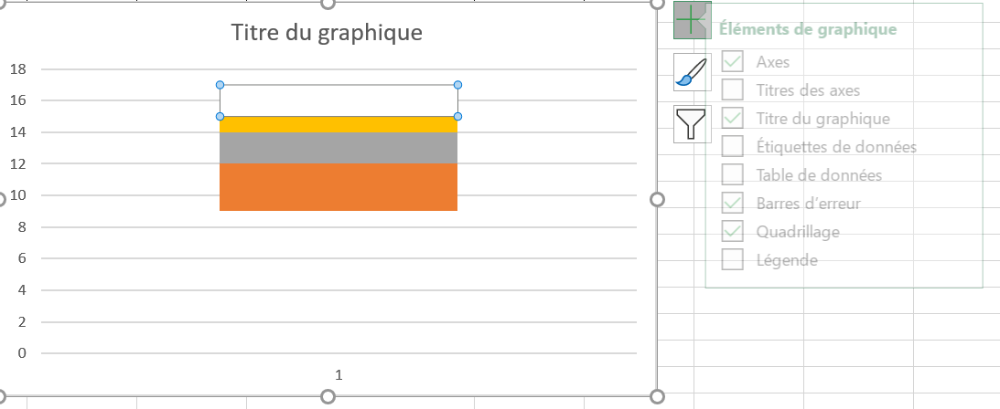 Titre du graphique
18
16
14
12
10
8
6
4
2
0
1
Éléments de graphique
Axes
Titres des axes
Titre du graphique
Étiquettes de données
Table de données
Barres d'erreur
Quadrillage
Légende